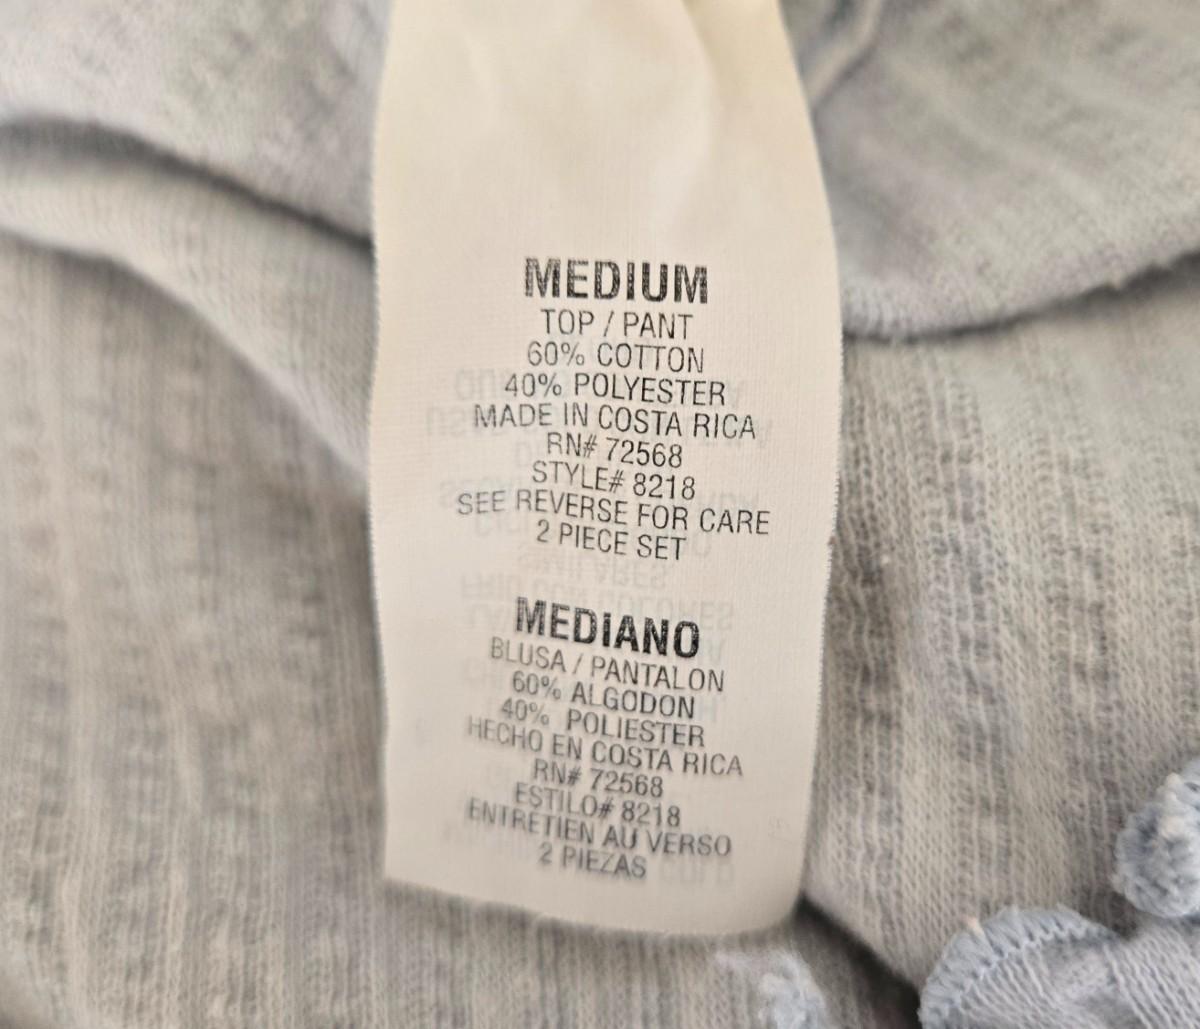 MEDIUM
TOP / PANT
60% COTTON
40% POLYESTER
MADE IN COSTA RICA
RN# 72568
STYLE# 8218
SEE REVERSE FOR CARE
2 PIECE SET
MEDIANO
BLUSA / PANTALON
60% ALGODON
40% POLIESTER
HECHO EN COSTA RICA
RN# 72568
ESTILO# 8218
ENTRETIEN AU VERSO
2 PIEZAS